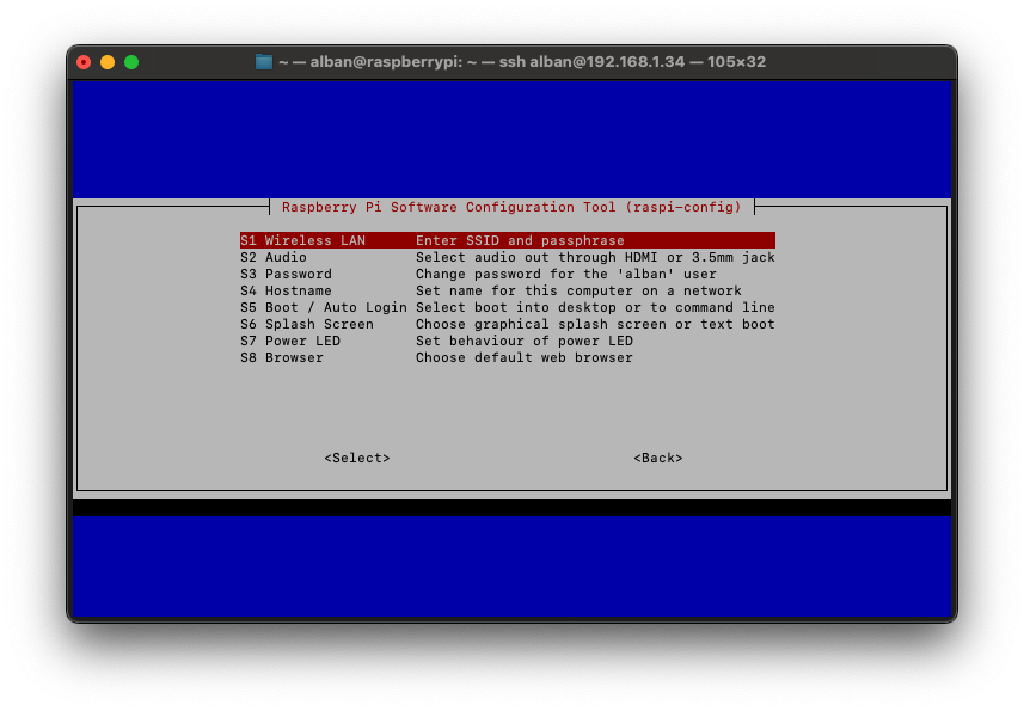 ~ — alban@raspberrypi: ~ — ssh alban@192.168.1.34 — 105×32
Raspberry Pi Software Configuration Tool (raspi-config)
S1 Wireless LAN Enter SSID and passphrase
S2 Audio Select audio out through HDMI or 3.5mm jack
S3 Password Change password for the 'alban' user
S4 Hostname Set name for this computer on a network
S5 Boot / Auto Login Select boot into desktop or to command line
S6 Splash Screen Choose graphical splash screen or text boot
S7 Power LED Set behaviour of power LED
S8 Browser Choose default web browser
<Select> <Back>